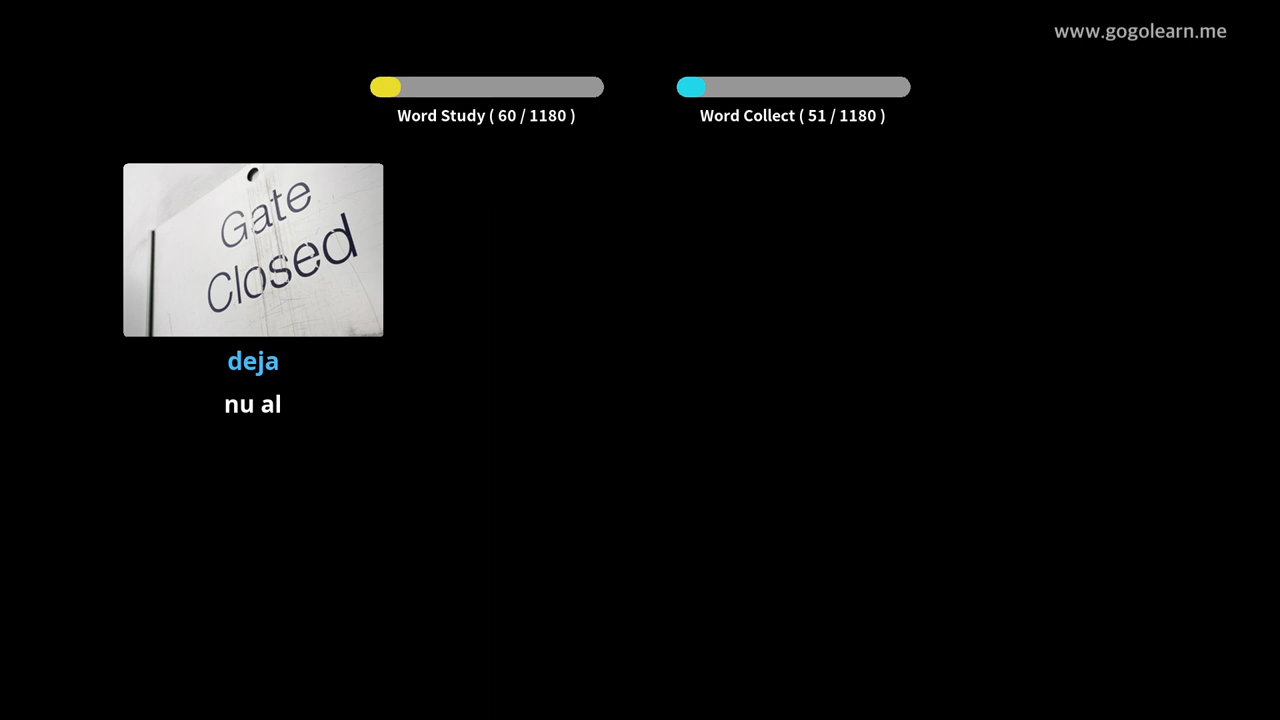 www.gogolearn.me
Word Study ( 60 / 1180 )
Word Collect ( 51 / 1180 )
Gate
Closed
deja
nu al